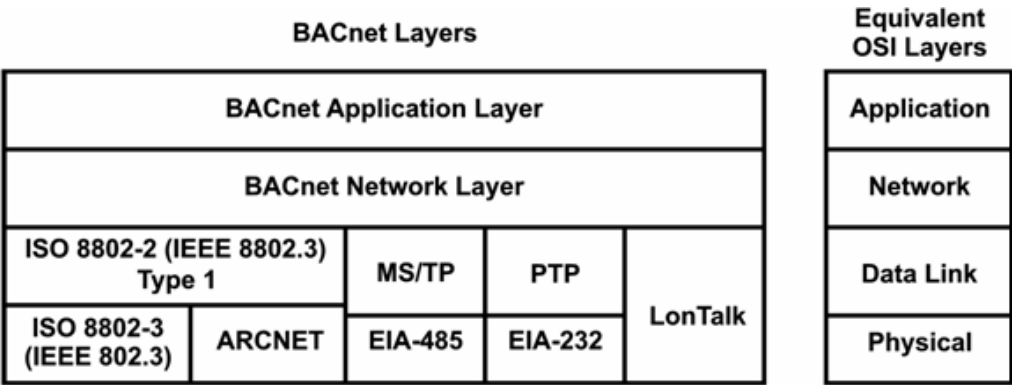 BACnet Layers
Equivalent
OSI Layers
BACnet Application Layer
Application
BACnet Network Layer
Network
ISO 8802-2 (IEEE 8802.3)
Type 1
MS/TP
PTP
LonTalk
Data Link
ISO 8802-3
(IEEE 802.3)
ARCNET
EIA-485
EIA-232
Physical